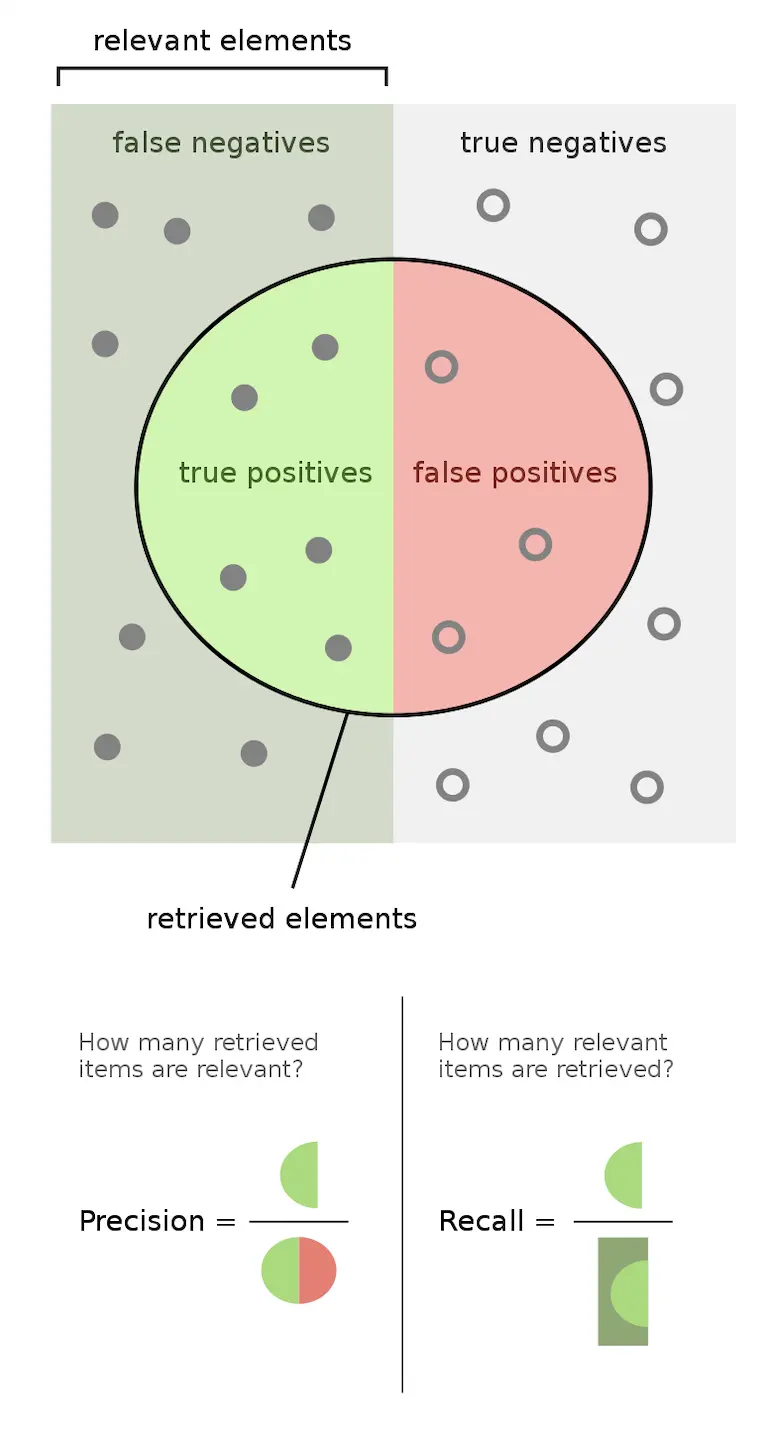 relevant elements
false negatives
true negatives
true positives
false positives
retrieved elements
How many retrieved
items are relevant?
Precision =
How many relevant
items are retrieved?
Recall =